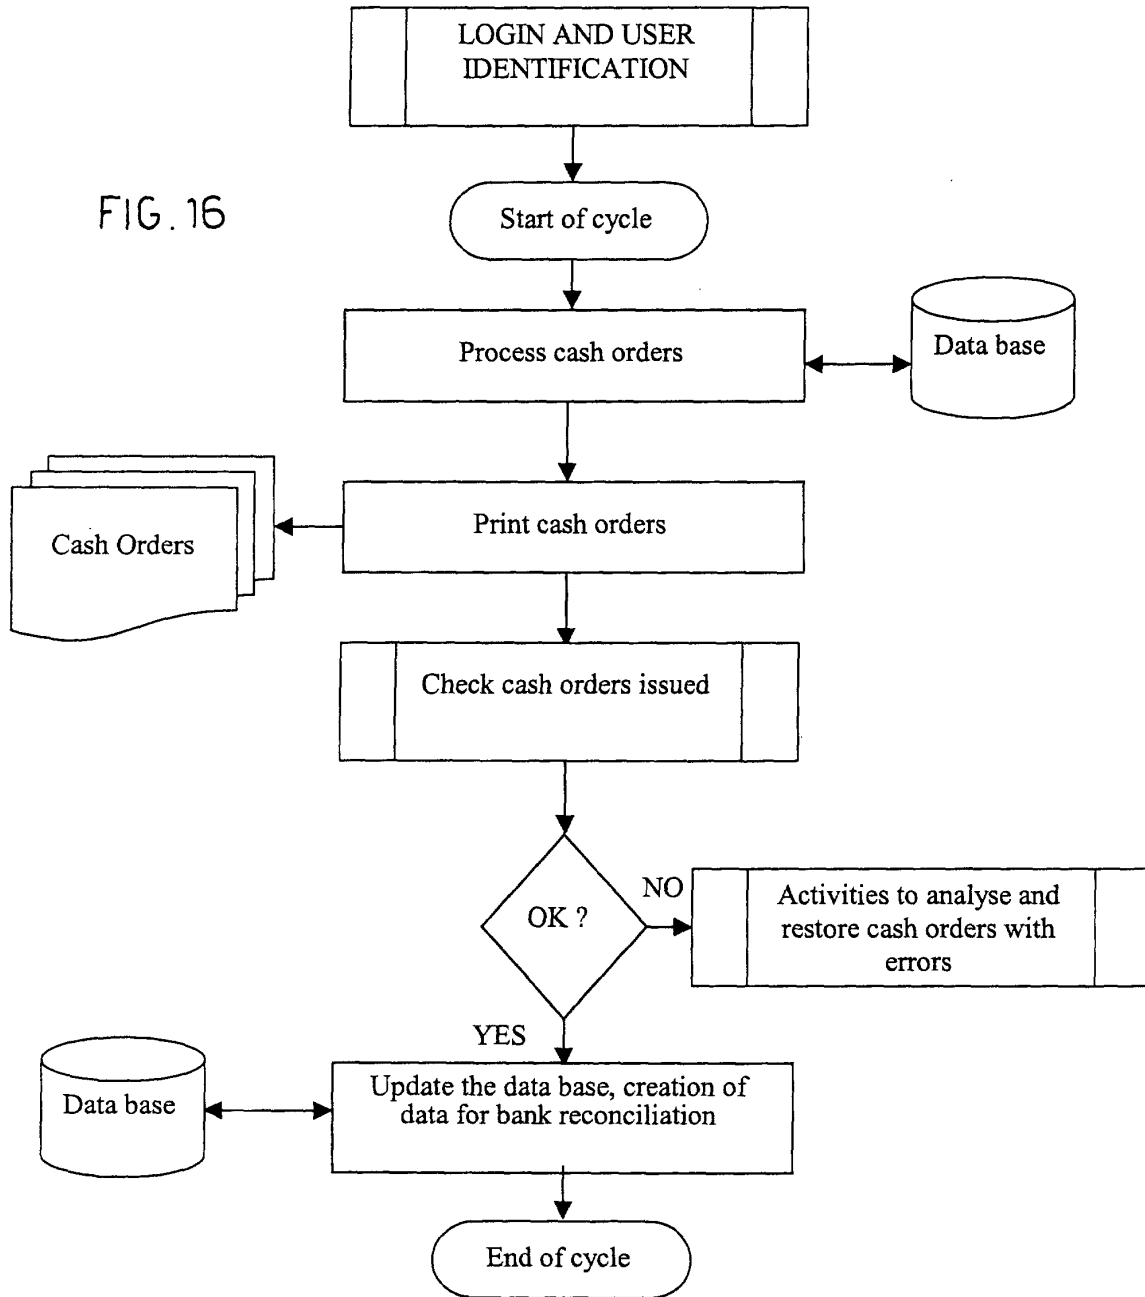 LOGIN AND USER
IDENTIFICATION
FIG. 16
Start of cycle
Process cash orders
Data base
Print cash orders
Cash Orders
Check cash orders issued
OK ?
NO
Activities to analyse and
restore cash orders with
errors
YES
Update the data base, creation of
data for bank reconciliation
Data base
End of cycle